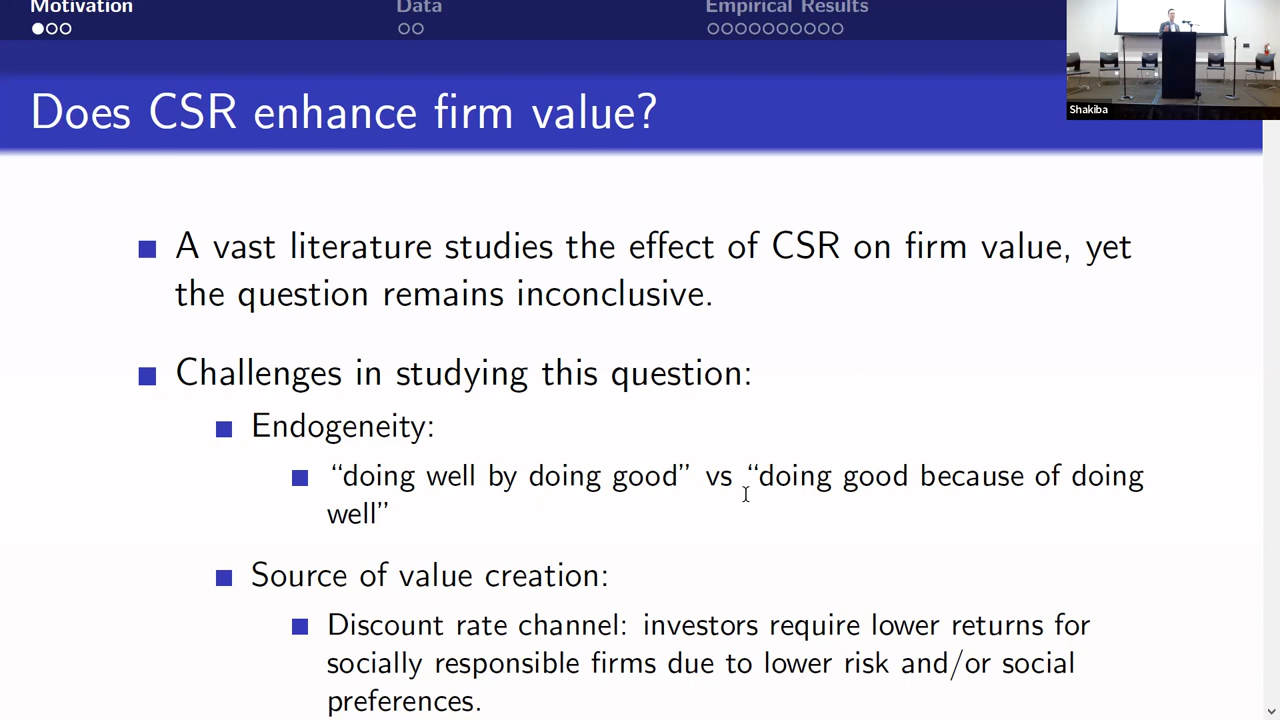 Motivation
Data
Empirical Results
Shakiba
Does CSR enhance firm value?
A vast literature studies the effect of CSR on firm value, yet
the question remains inconclusive.
Challenges in studying this question:
Endogeneity:
“doing well by doing good” vs “doing good because of doing
well”
Source of value creation:
Discount rate channel: investors require lower returns for
socially responsible firms due to lower risk and/or social
preferences.